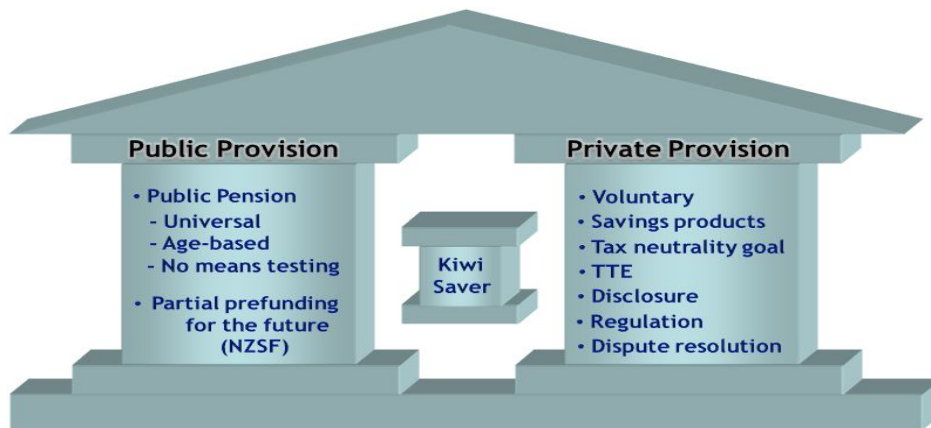 Public Provision
• Public Pension
- Universal
- Age-based
- No means testing
• Partial prefunding
for the future
(NZSF)
Kiwi
Saver
Private Provision
• Voluntary
• Savings products
• Tax neutrality goal
• TTE
• Disclosure
• Regulation
• Dispute resolution